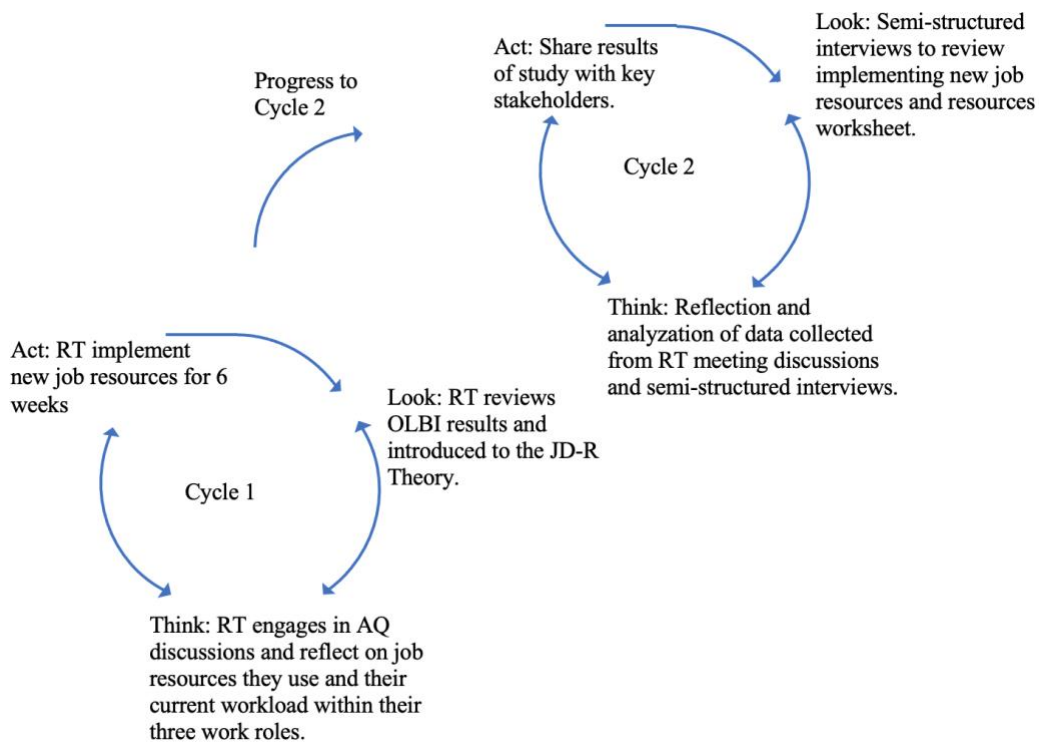 Progress to
Cycle 2
Act: Share results
of study with key
stakeholders.
Look: Semi-structured
interviews to review
implementing new job
resources and resources
worksheet.
Cycle 2
Think: Reflection and
analyzation of data collected
from RT meeting discussions
and semi-structured interviews.
Act: RT implement
new job resources for 6
weeks
Look: RT reviews
OLBI results and
introduced to the JD-R
Theory.
Cycle 1
Think: RT engages in AQ
discussions and reflect on job
resources they use and their
current workload within their
three work roles.